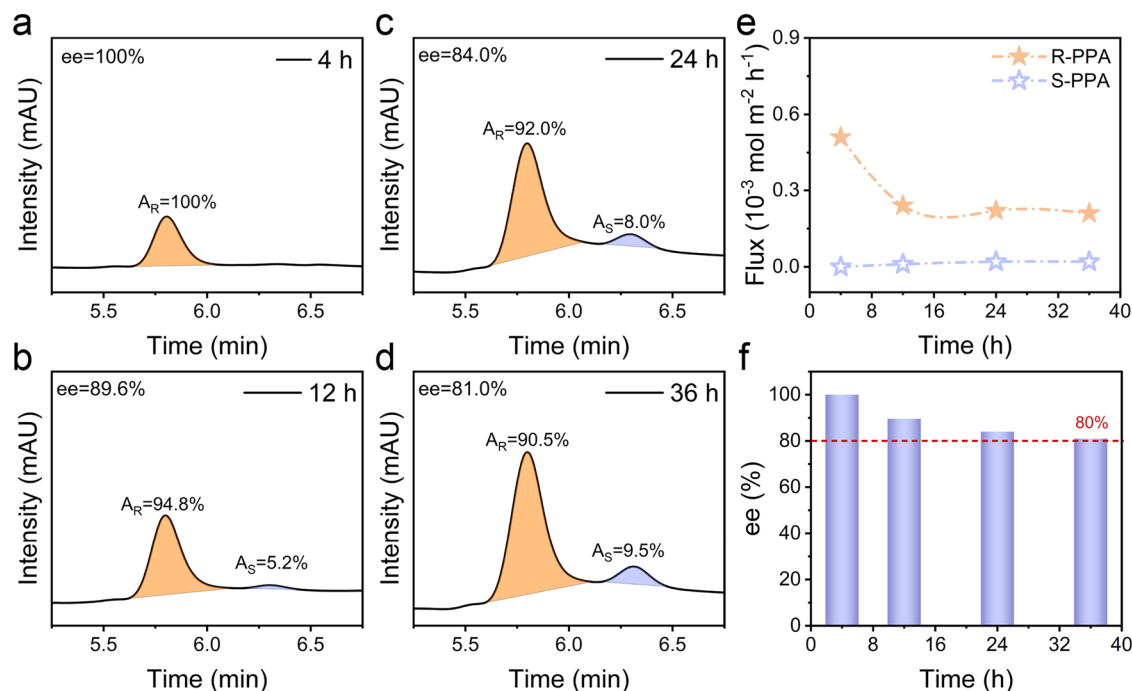 a
ee=100%
4 h
A_R=100%
Intensity (mAU)
5.5 6.0 6.5
Time (min)
b
ee=89.6%
12 h
A_R=94.8%
A_S=5.2%
Intensity (mAU)
5.5 6.0 6.5
Time (min)
c
ee=84.0%
24 h
A_R=92.0%
A_S=8.0%
Intensity (mAU)
5.5 6.0 6.5
Time (min)
d
ee=81.0%
36 h
A_R=90.5%
A_S=9.5%
Intensity (mAU)
5.5 6.0 6.5
Time (min)
e
R-PPA
S-PPA
Flux (10⁻³ mol m⁻² h⁻¹)
0.9
0.6
0.3
0.0
0 8 16 24 32 40
Time (h)
f
80%
ee (%)
100
80
60
40
20
0
0 8 16 24 32 40
Time (h)